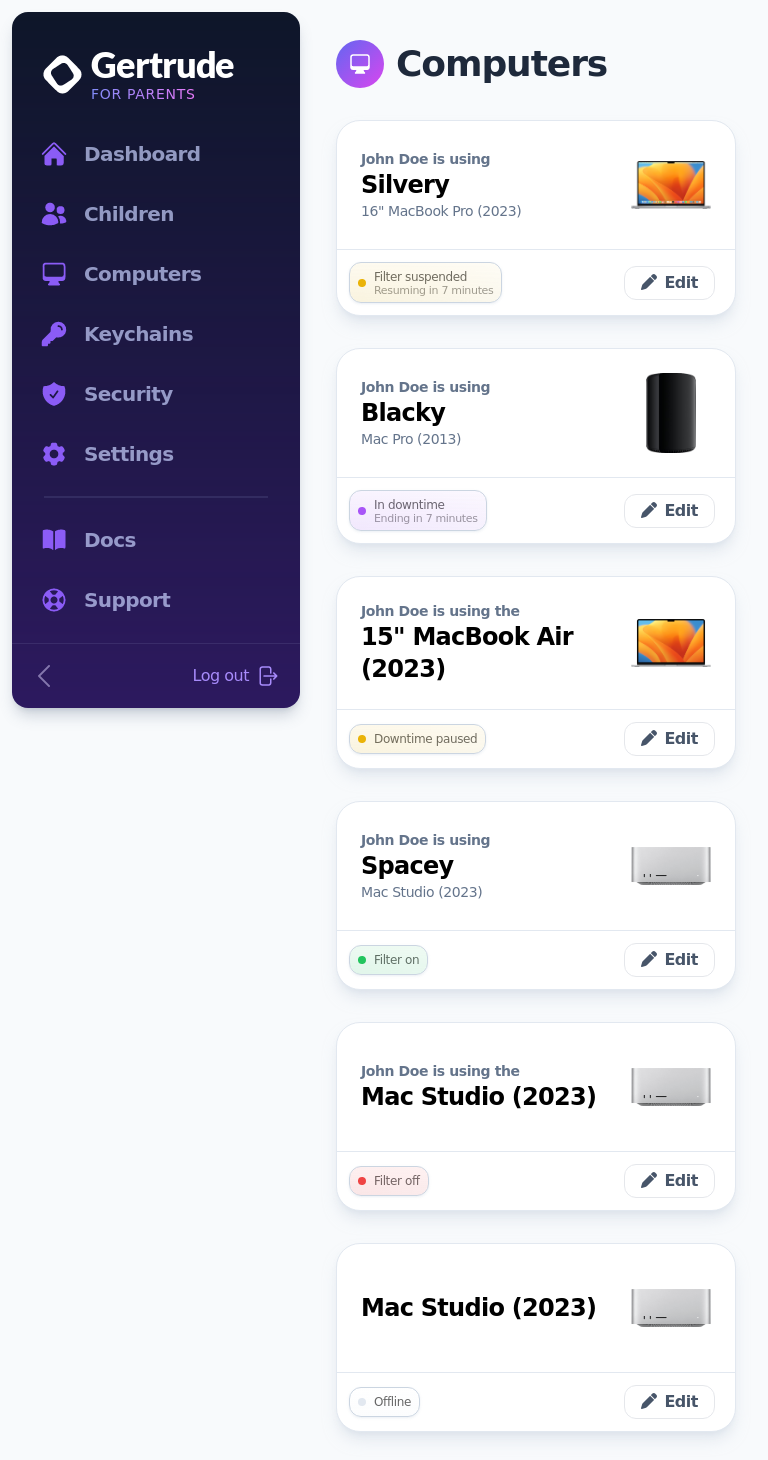 Gertrude
FOR PARENTS
Dashboard
Children
Computers
Keychains
Security
Settings
Docs
Support
Log out
Computers
John Doe is using
Silvery
16" MacBook Pro (2023)
Filter suspended
Resuming in 7 minutes
Edit
John Doe is using
Blacky
Mac Pro (2013)
In downtime
Ending in 7 minutes
Edit
John Doe is using the
15" MacBook Air
(2023)
Downtime paused
Edit
John Doe is using
Spacey
Mac Studio (2023)
Filter on
Edit
John Doe is using the
Mac Studio (2023)
Filter off
Edit
Mac Studio (2023)
Offline
Edit